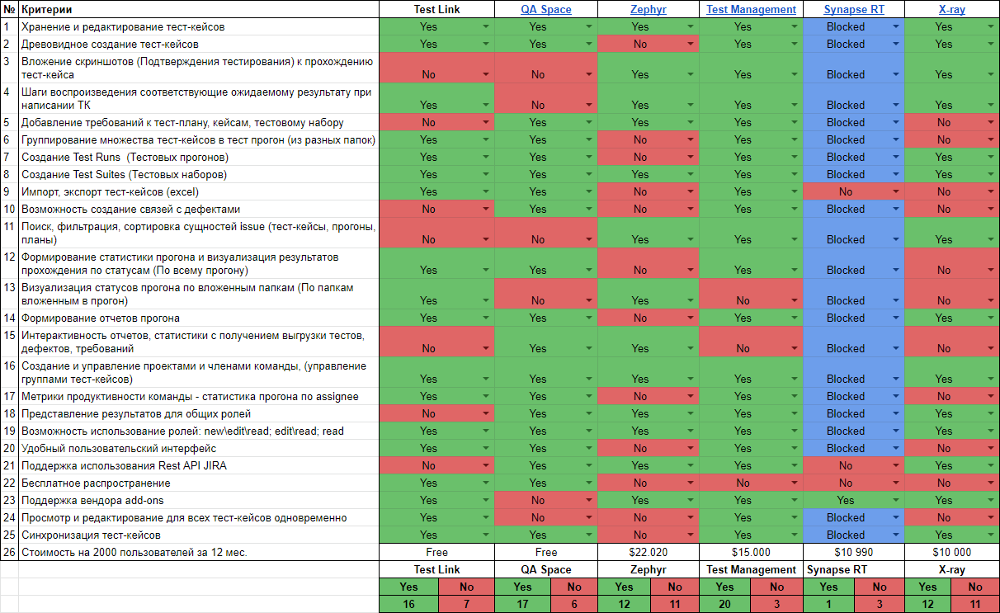 № Критерии Test Link QA Space Zephyr Test Management Synapse RT X-ray
1 Хранение и редактирование тест-кейсов Yes Yes Yes Yes Blocked Yes
2 Древовидное создание тест-кейсов Yes Yes No Yes Blocked Yes
3 Вложение скриншотов (Подтверждения тестирования) к прохождению
тест-кейса No No Yes Yes Blocked Yes
4 Шаги воспроизведения соответствующие ожидаемому результату при
написании ТК Yes No Yes Yes Blocked Yes
5 Добавление требований к тест-плану, кейсам, тестовому набору No Yes Yes Yes Blocked No
6 Группирование множества тест-кейсов в тест прогон (из разных папок) Yes Yes No Yes Blocked No
7 Создание Test Runs (Тестовых прогонов) Yes Yes No Yes Blocked Yes
8 Создание Test Suites (Тестовых наборов) Yes Yes Yes Yes Blocked Yes
9 Импорт, экспорт тест-кейсов (excel) Yes Yes No Yes No No
10 Возможность создание связей с дефектами No Yes No Yes Blocked No
11 Поиск, фильтрация, сортировка сущностей issue (тест-кейсы, прогоны,
планы) No No Yes Yes Blocked Yes
12 Формирование статистики прогона и визуализация результатов
прохождения по статусам (По всему прогону) Yes Yes No Yes Blocked No
13 Визуализация статусов прогона по вложенным папкам (По папкам
вложенным в прогон) Yes No Yes No Blocked No
14 Формирование отчетов прогона Yes Yes No Yes Blocked Yes
15 Интерактивность отчетов, статистики с получением выгрузки тестов,
дефектов, требований No Yes Yes No Blocked No
16 Создание и управление проектами и членами команды, (управление
группами тест-кейсов) Yes Yes Yes Yes Blocked Yes
17 Метрики продуктивности команды - статистика прогона по assignee Yes Yes No Yes Blocked No
18 Представление результатов для общих ролей No Yes Yes Yes Blocked Yes
19 Возможность использование ролей: new\edit\read; edit\read; read Yes Yes Yes Yes Blocked Yes
20 Удобный пользовательский интерфейс Yes Yes No Yes Blocked No
21 Поддержка использования Rest API JIRA No Yes Yes Yes No Yes
22 Бесплатное распространение Yes Yes No No No No
23 Поддержка вендора add-ons Yes No Yes Yes Yes Yes
24 Просмотр и редактирование для всех тест-кейсов одновременно Yes No No Yes Blocked No
25 Синхронизация тест-кейсов Yes Yes No Yes Blocked Yes
26 Стоимость на 2000 пользователей за 12 мес. Free Free $22.020 $15.000 $10 990 $10 000
Test Link QA Space Zephyr Test Management Synapse RT X-ray
Yes No Yes No Yes No Yes No Yes No Yes No
16 7 17 6 12 11 20 3 1 3 12 11